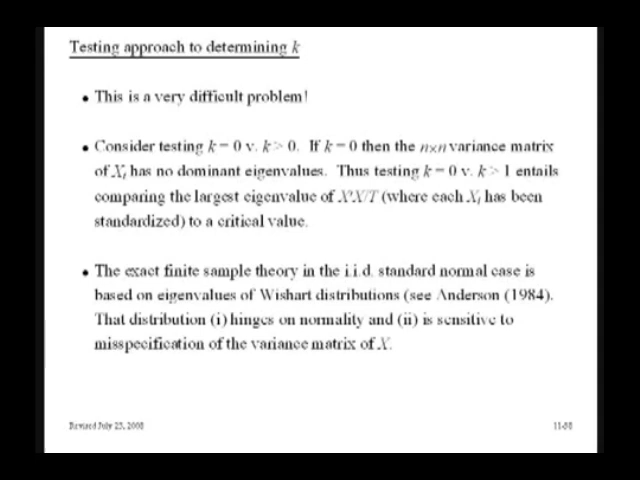 Testing approach to determining k
• This is a very difficult problem!
• Consider testing k = 0 v. k > 0. If k = 0 then the n×n variance matrix
of Xt has no dominant eigenvalues. Thus testing k = 0 v. k > 1 entails
comparing the largest eigenvalue of X'X/T (where each Xi has been
standardized) to a critical value.
• The exact finite sample theory in the i.i.d. standard normal case is
based on eigenvalues of Wishart distributions (see Anderson (1984).
That distribution (i) hinges on normality and (ii) is sensitive to
misspecification of the variance matrix of X.
Revised July 23, 2008